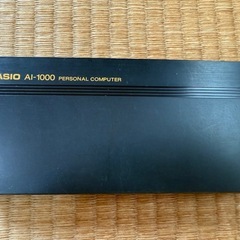 ASIO AI-1000 PERSONAL COMPUTER